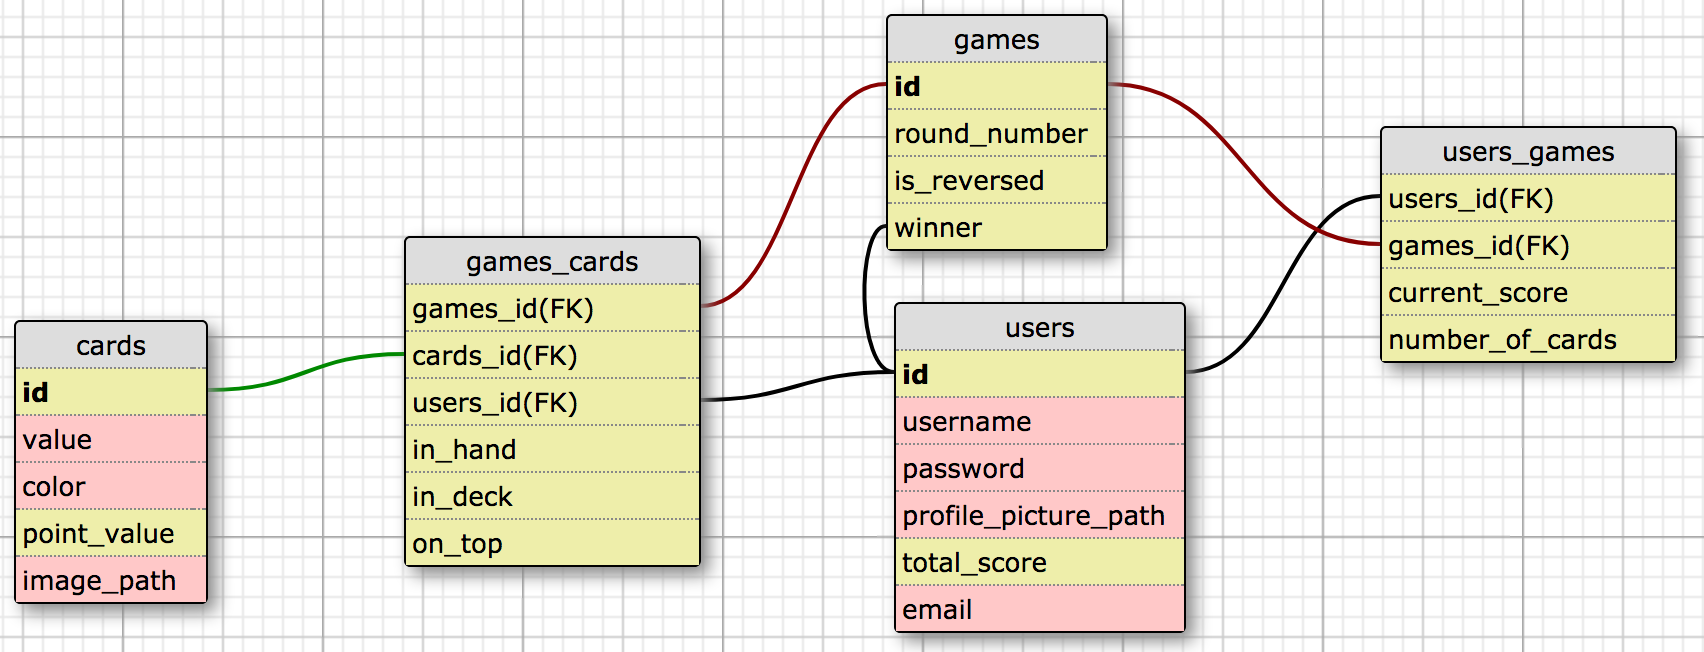 games
id
round_number
is_reversed
winner
users_games
users_id(FK)
games_id(FK)
current_score
number_of_cards
games_cards
games_id(FK)
cards_id(FK)
users_id(FK)
in_hand
in_deck
on_top
users
id
username
password
profile_picture_path
total_score
email
cards
id
value
color
point_value
image_path